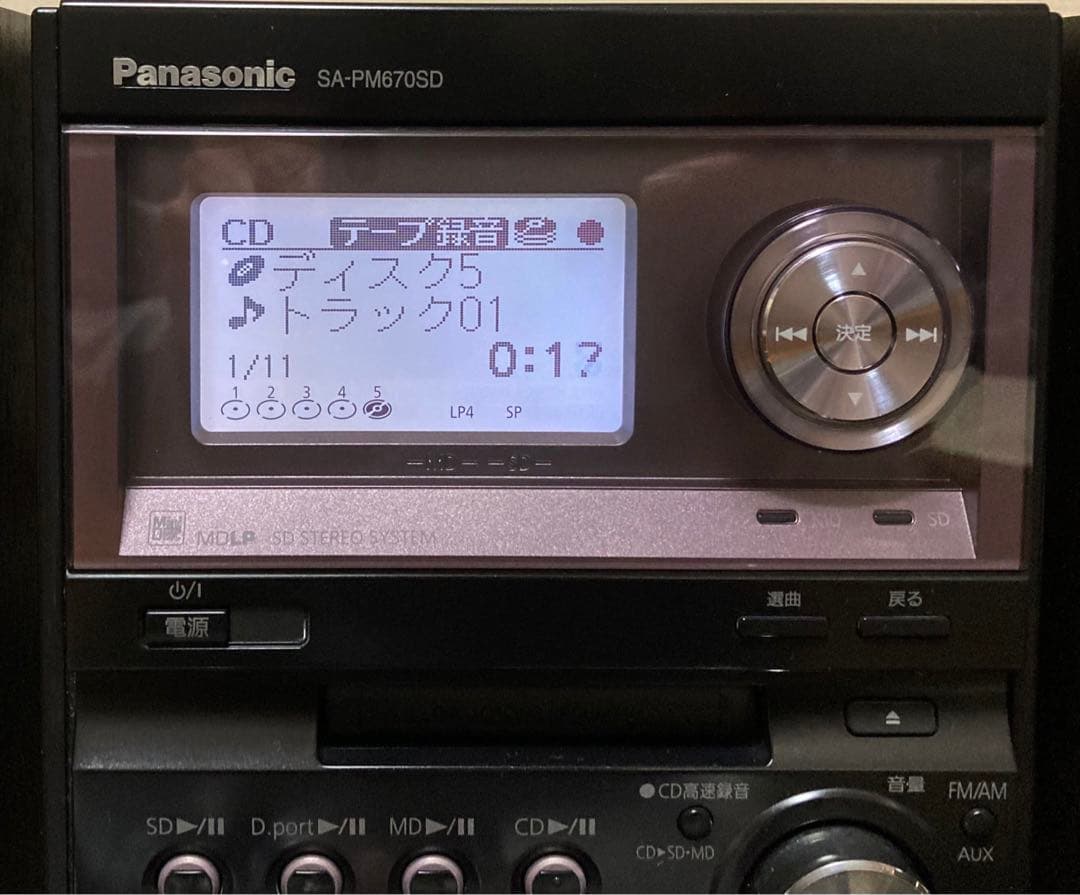 Panasonic SA-PM670SD
CD テープ録音
ディスク5
トラック01
1/11 0:1?
1 2 3 4 5
LP4 SP
MD SD
MDLP SD STEREO SYSTEM
SD
⏻/I
電源
決定
選曲 戻る
●CD高速録音
音量 FM/AM
SD▶/II D.port▶/II MD▶/II CD▶/II
CD▶SD・MD
AUX